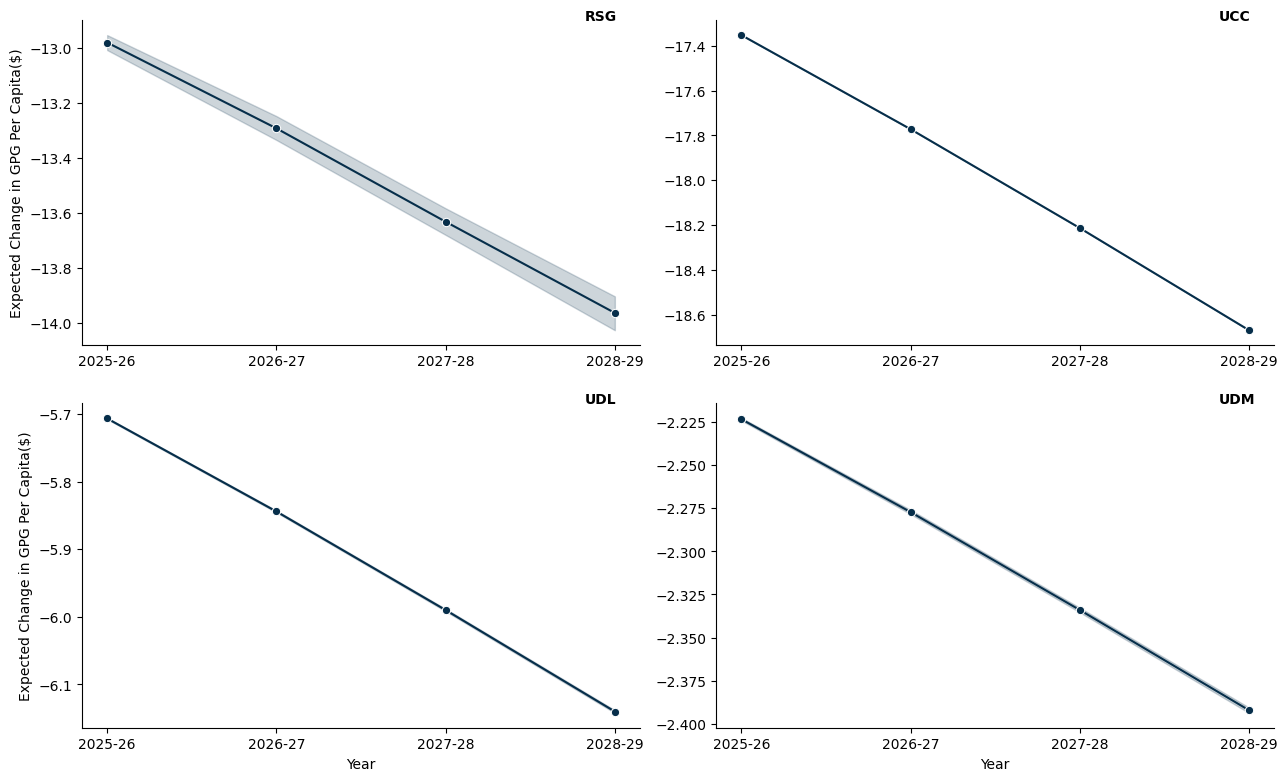 RSG
Expected Change in GPG Per Capita($)
−13.0
−13.2
−13.4
−13.6
−13.8
−14.0
2025-26 2026-27 2027-28 2028-29
UCC
−17.4
−17.6
−17.8
−18.0
−18.2
−18.4
−18.6
2025-26 2026-27 2027-28 2028-29
UDL
Expected Change in GPG Per Capita($)
−5.7
−5.8
−5.9
−6.0
−6.1
2025-26 2026-27 2027-28 2028-29
Year
UDM
−2.225
−2.250
−2.275
−2.300
−2.325
−2.350
−2.375
−2.400
2025-26 2026-27 2027-28 2028-29
Year